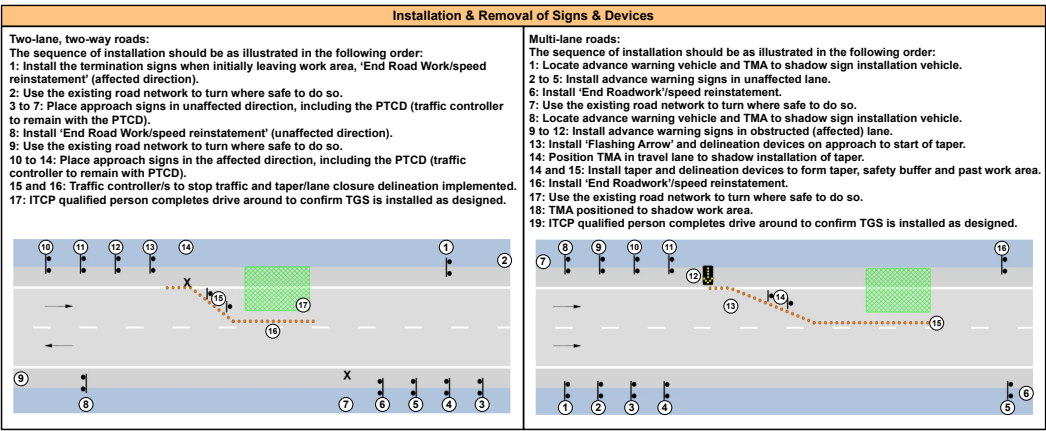 Installation & Removal of Signs & Devices
Two-lane, two-way roads:
The sequence of installation should be as illustrated in the following order:
1: Install the termination signs when initially leaving work area, ‘End Road Work/speed
reinstatement’ (affected direction).
2: Use the existing road network to turn where safe to do so.
3 to 7: Place approach signs in unaffected direction, including the PTCD (traffic controller
to remain with the PTCD).
8: Install ‘End Road Work/speed reinstatement’ (unaffected direction).
9: Use the existing road network to turn where safe to do so.
10 to 14: Place approach signs in the affected direction, including the PTCD (traffic
controller to remain with PTCD).
15 and 16: Traffic controller/s to stop traffic and taper/lane closure delineation implemented.
17: ITCP qualified person completes drive around to confirm TGS is installed as designed.
10 11 12 13 14 1
2
X
15
17
16
9
X
8 7 6 5 4 3
Multi-lane roads:
The sequence of installation should be as illustrated in the following order:
1: Locate advance warning vehicle and TMA to shadow sign installation vehicle.
2 to 5: Install advance warning signs in unaffected lane.
6: Install ‘End Roadwork’/speed reinstatement.
7: Use the existing road network to turn where safe to do so.
8: Locate advance warning vehicle and TMA to shadow sign installation vehicle.
9 to 12: Install advance warning signs in obstructed (affected) lane.
13: Install ‘Flashing Arrow’ and delineation devices on approach to start of taper.
14: Position TMA in travel lane to shadow installation of taper.
14 and 15: Install taper and delineation devices to form taper, safety buffer and past work area.
16: Install ‘End Roadwork’/speed reinstatement.
17: Use the existing road network to turn where safe to do so.
18: TMA positioned to shadow work area.
19: ITCP qualified person completes drive around to confirm TGS is installed as designed.
8 9 10 11 16
7
12
14
13
15
6
1 2 3 4 5